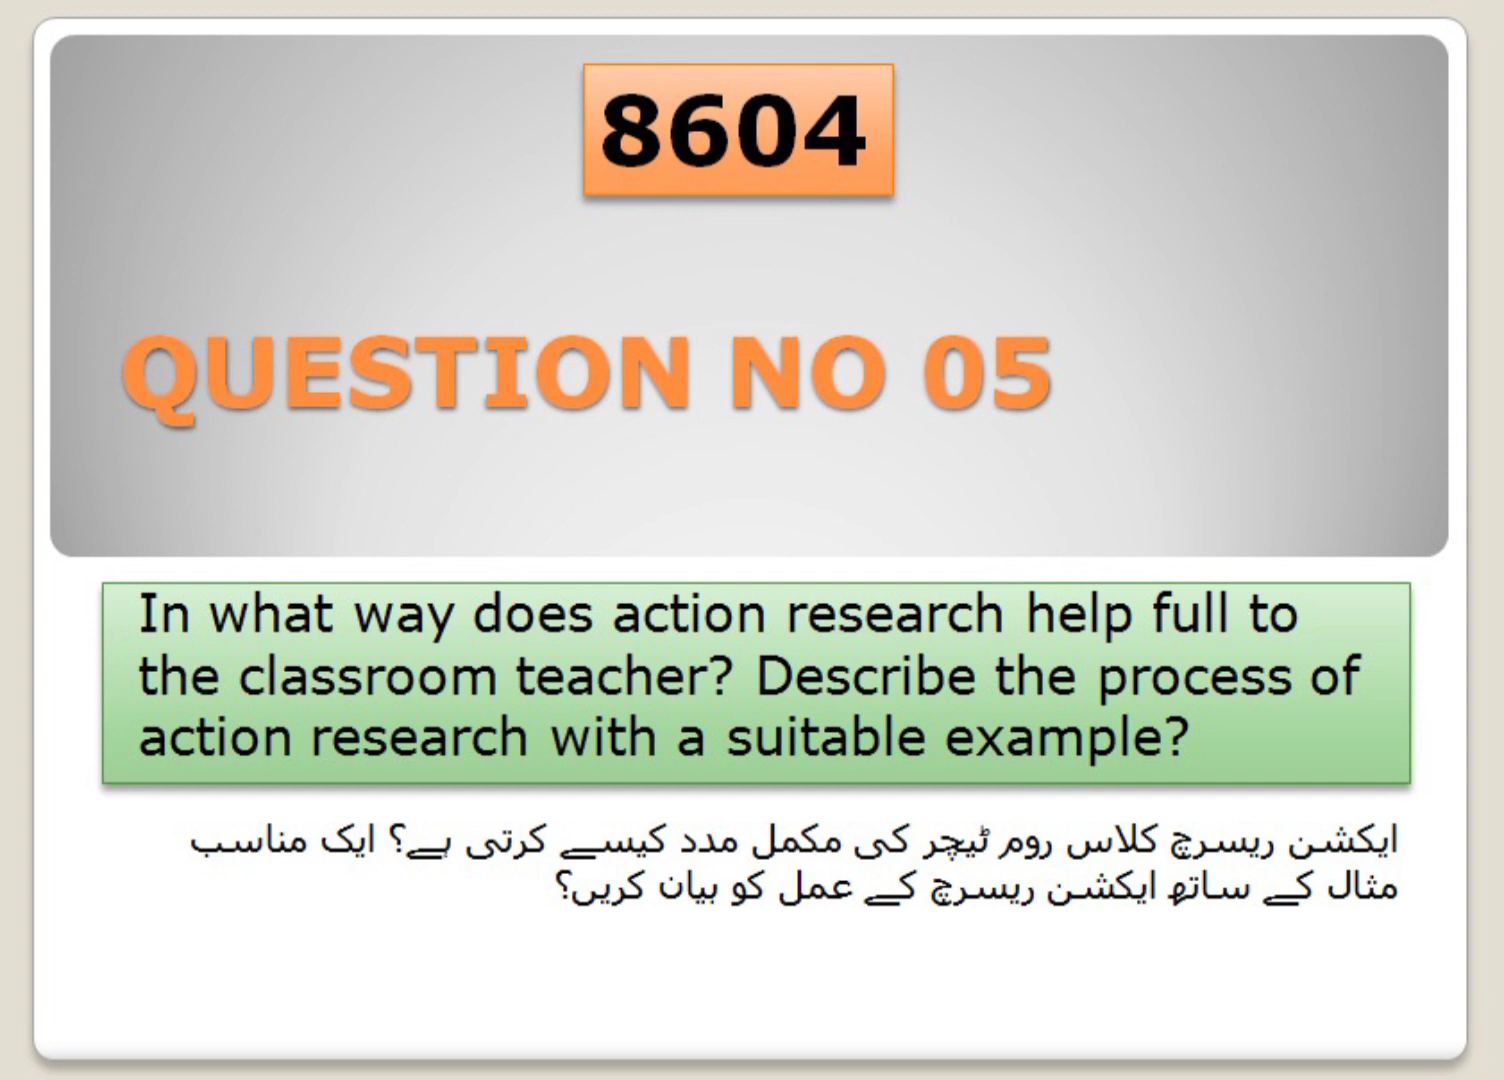 8604
QUESTION NO 05
In what way does action research help full to
the classroom teacher? Describe the process of
action research with a suitable example?
ایکشن ریسرچ کلاس روم ٹیچر کی مکمل مدد کیسے کرتی ہے؟ ایک مناسب
مثال کے ساتھ ایکشن ریسرچ کے عمل کو بیان کریں؟